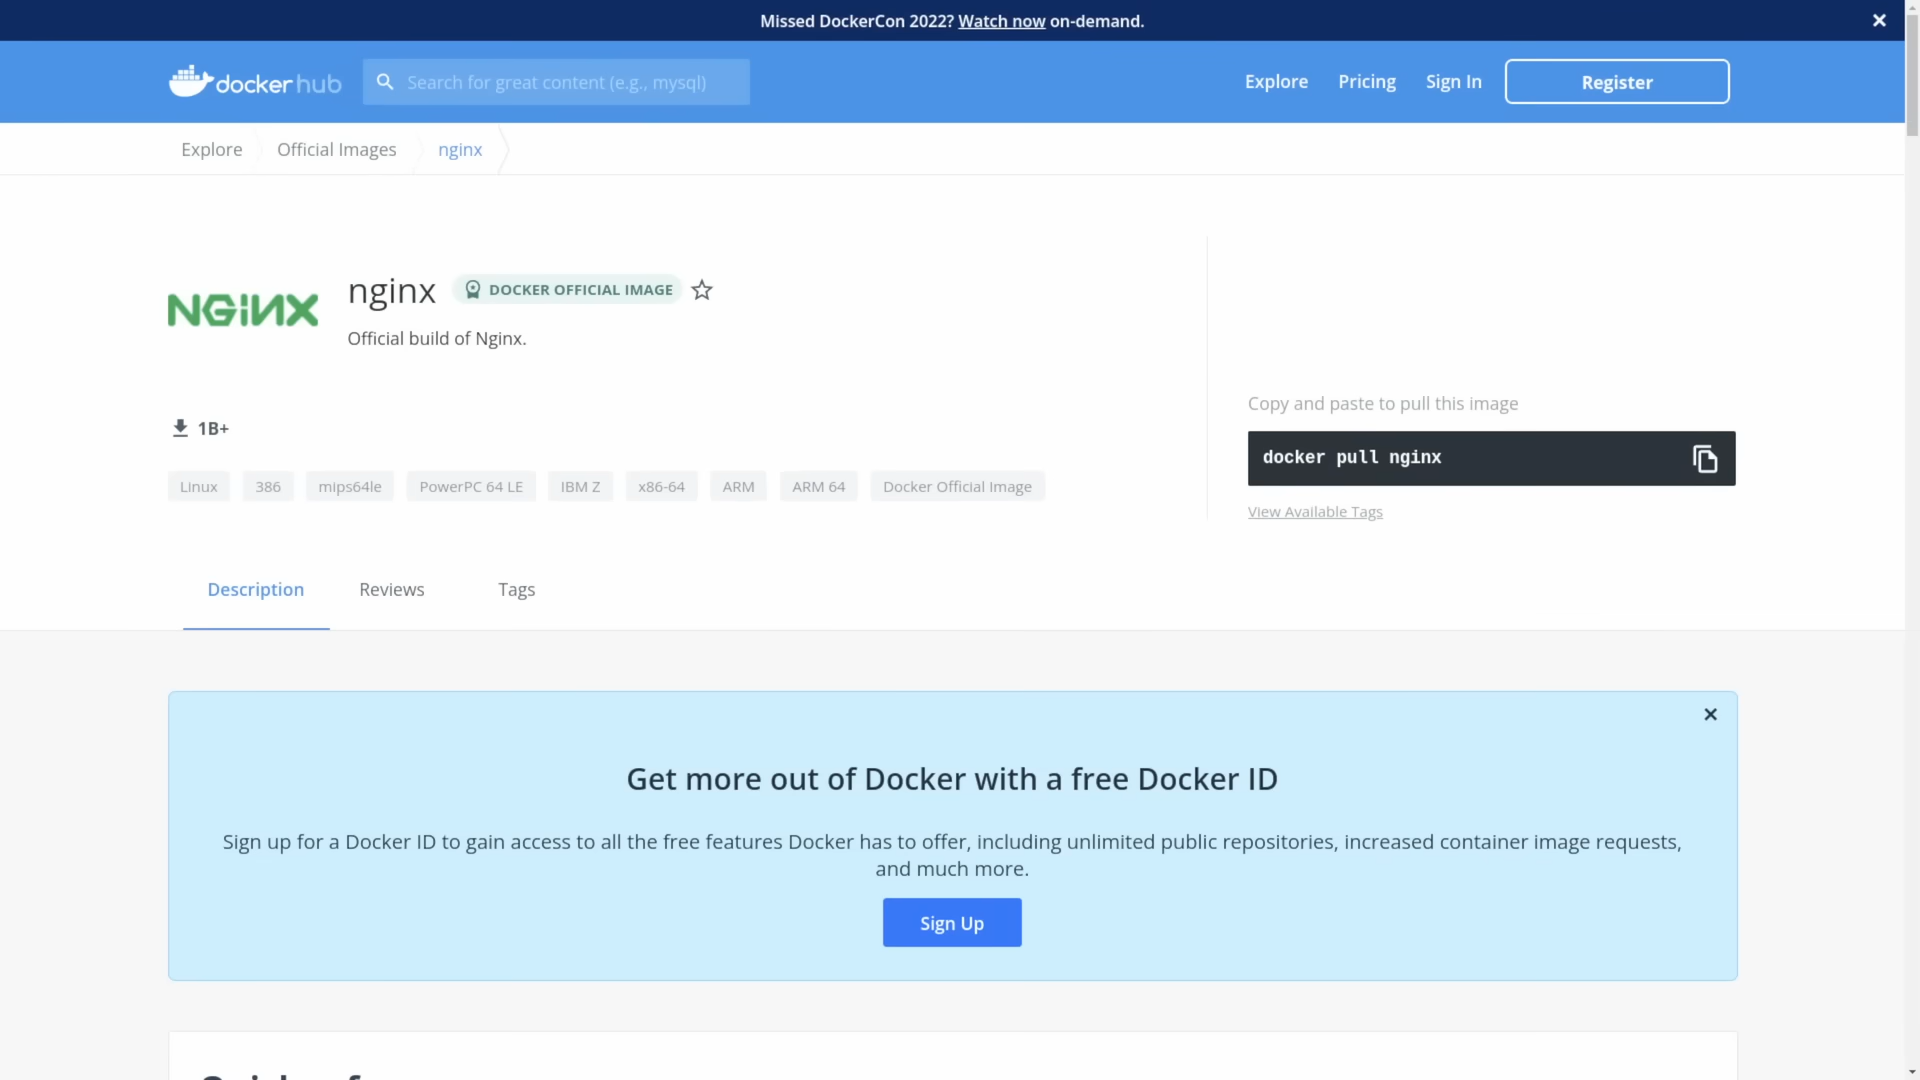 Missed DockerCon 2022? Watch now on-demand.
docker hub
Search for great content (e.g., mysql)
Explore
Pricing
Sign In
Register
Explore
Official Images
nginx
NGINX
nginx
DOCKER OFFICIAL IMAGE
Official build of Nginx.
1B+
Linux
386
mips64le
PowerPC 64 LE
IBM Z
x86-64
ARM
ARM 64
Docker Official Image
Copy and paste to pull this image
docker pull nginx
View Available Tags
Description
Reviews
Tags
Get more out of Docker with a free Docker ID
Sign up for a Docker ID to gain access to all the free features Docker has to offer, including unlimited public repositories, increased container image requests,
and much more.
Sign Up